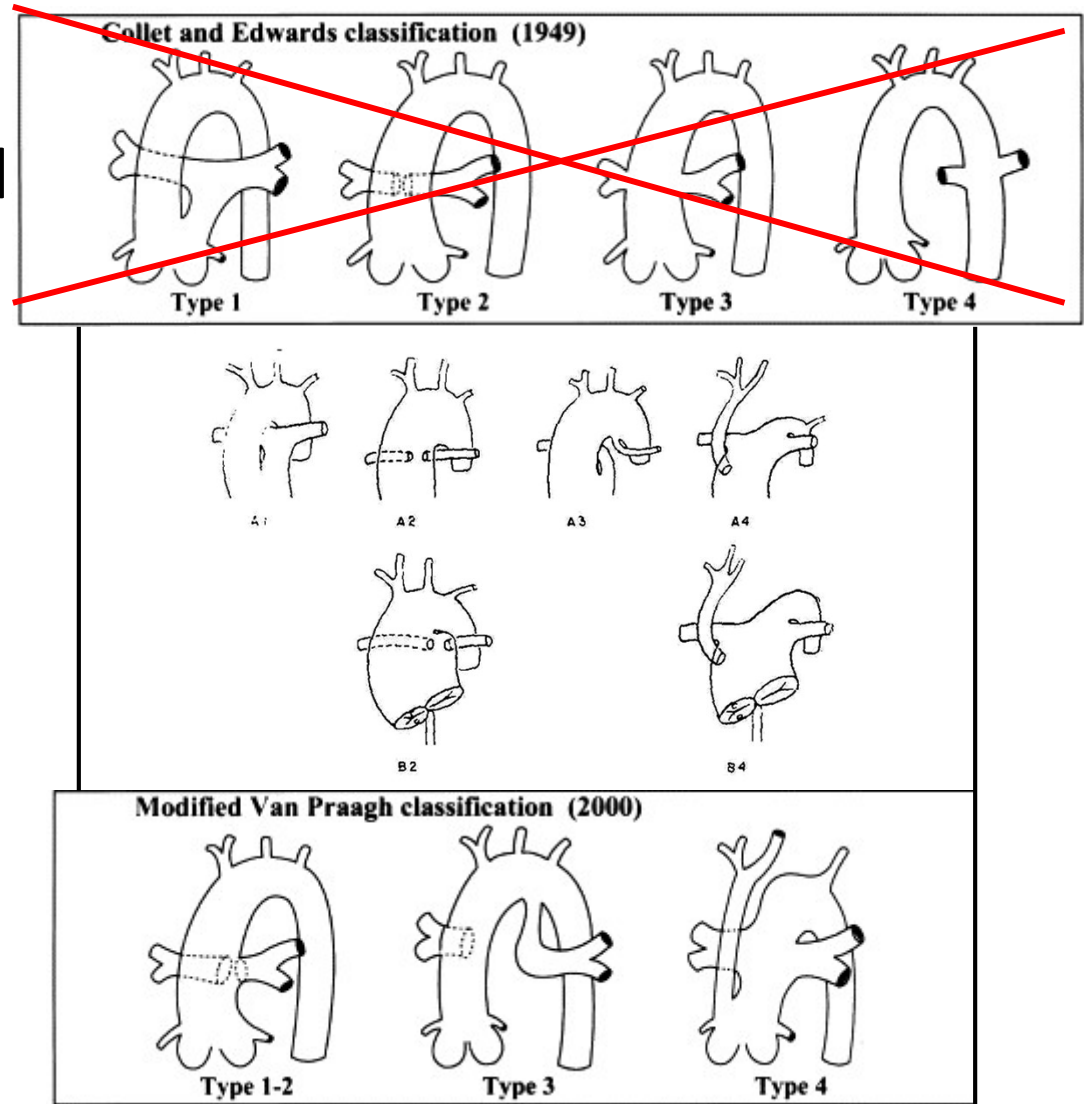 Collet and Edwards classification (1949)
Type 1 Type 2 Type 3 Type 4
A1 A2 A3 A4
B2 B4
Modified Van Praagh classification (2000)
Type 1-2 Type 3 Type 4